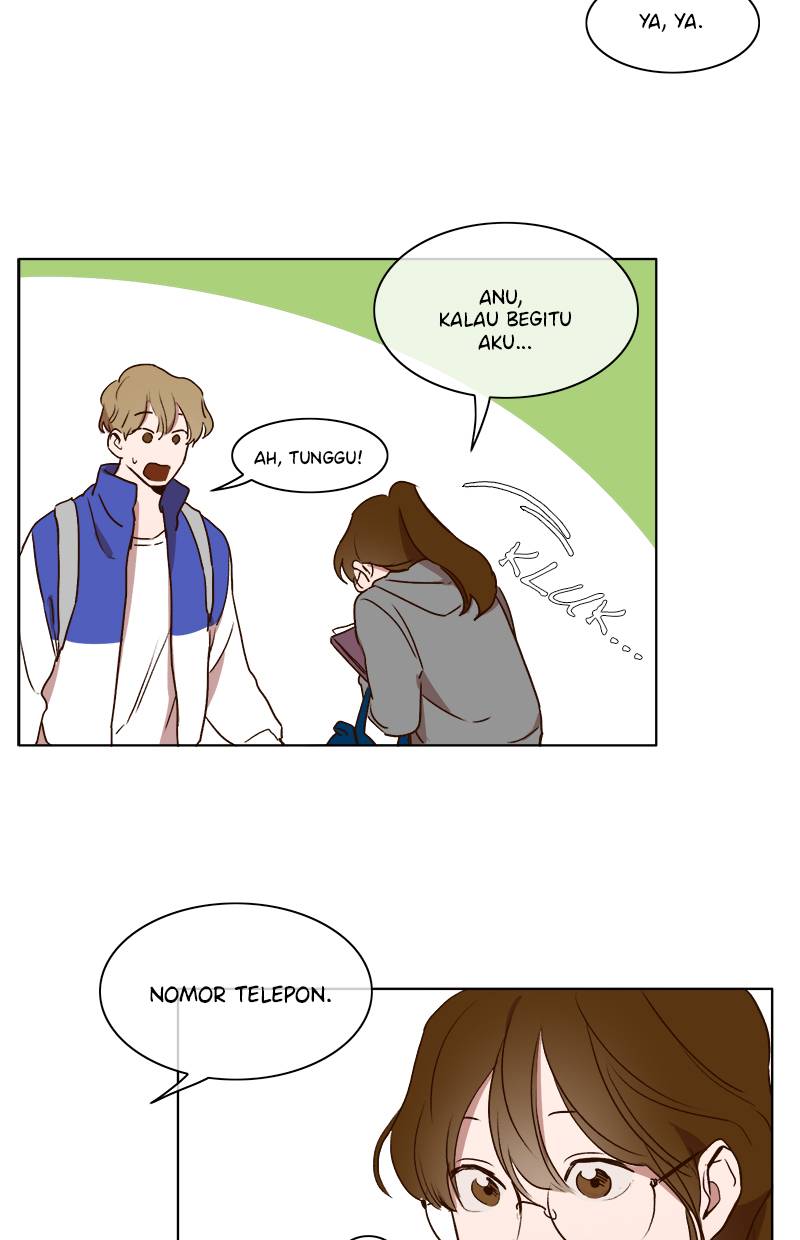 YA, YA.
ANU,
KALAU BEGITU
AKU...
AH, TUNGGU!
KLUK...
NOMOR TELEPON.